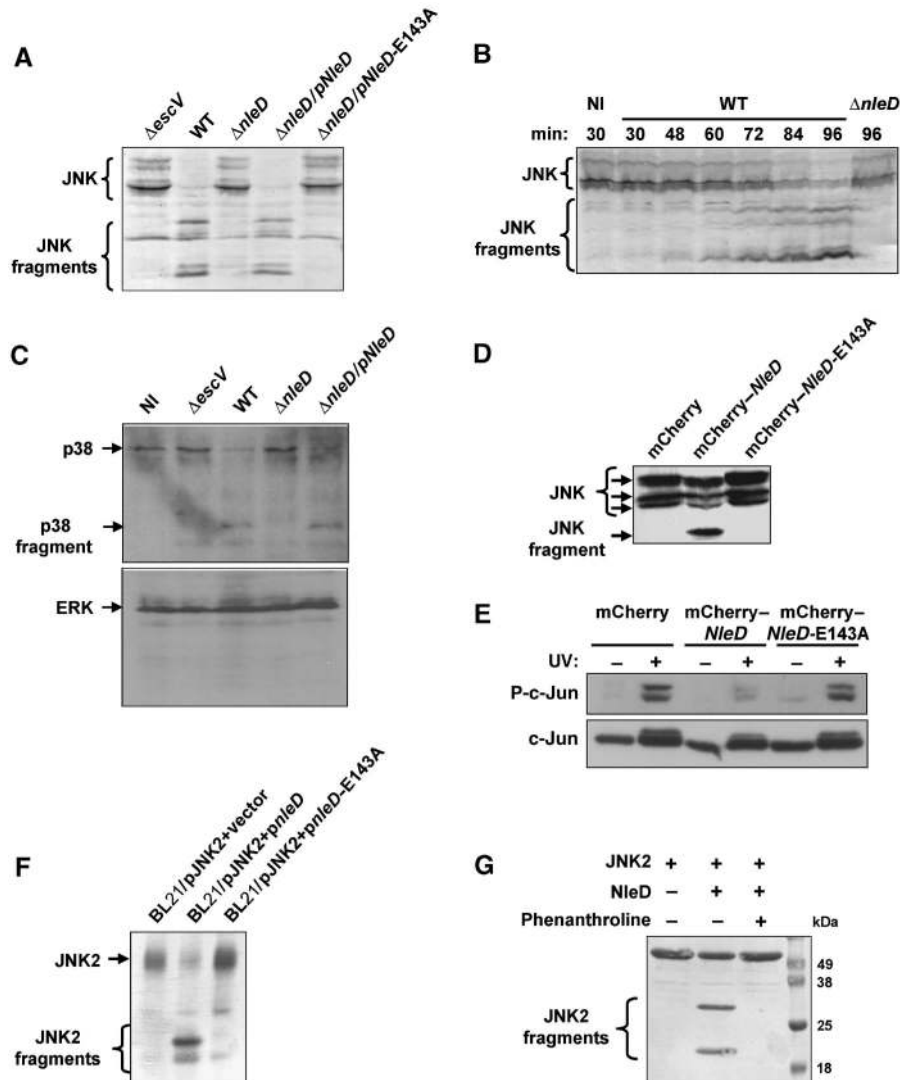 A
ΔescV
WT
ΔnleD
ΔnleD/pNleD
ΔnleD/pNleD-E143A
JNK
JNK
fragments
B
NI WT ΔnleD
min: 30 30 48 60 72 84 96 96
JNK
JNK
fragments
C
NI
ΔescV
WT
ΔnleD
ΔnleD/pNleD
p38
p38
fragment
ERK
D
mCherry
mCherry–NleD
mCherry–NleD-E143A
JNK
JNK
fragment
E
mCherry mCherry– mCherry–
NleD NleD-E143A
UV: – + – + – +
P-c-Jun
c-Jun
F
BL21/pJNK2+vector
BL21/pJNK2+pnleD
BL21/pJNK2+pnleD-E143A
JNK2
JNK2
fragments
G
JNK2 + + +
NleD – + +
Phenanthroline – – + kDa
49
38
JNK2
fragments
25
18